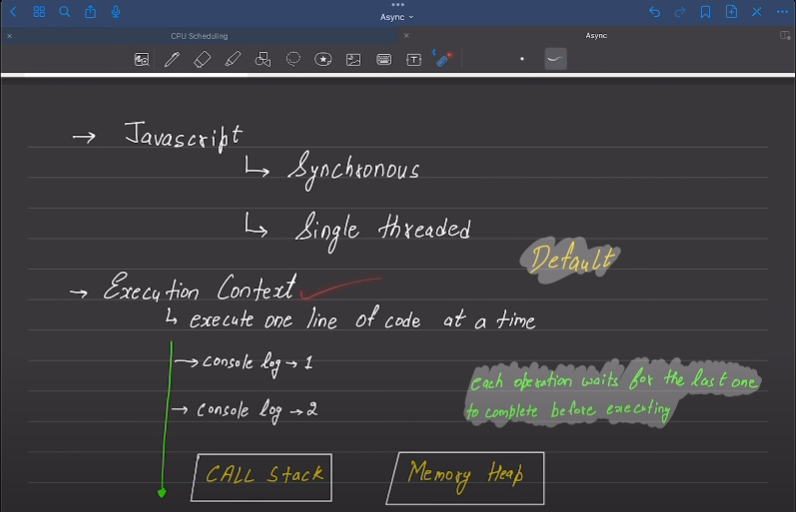 Async
CPU Scheduling
Async
→ Javascript
↳ Synchronous
↳ Single threaded
Default
→ Execution Context
↳ execute one line of code at a time
→ console log → 1
each operation waits for the last one
→ console log → 2
to complete before executing
CALL Stack
Memory Heap